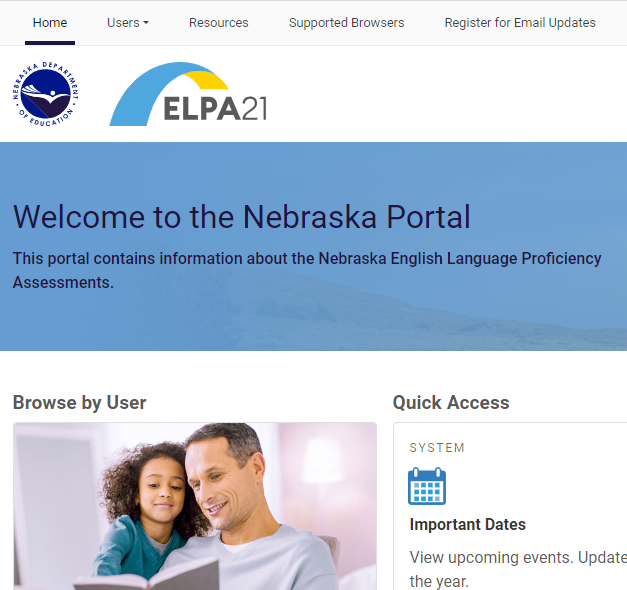 Home Users Resources Supported Browsers Register for Email Updates
NEBRASKA DEPARTMENT
OF EDUCATION
ELPA21
Welcome to the Nebraska Portal
This portal contains information about the Nebraska English Language Proficiency
Assessments.
Browse by User
Quick Access
SYSTEM
Important Dates
View upcoming events. Update
the year.